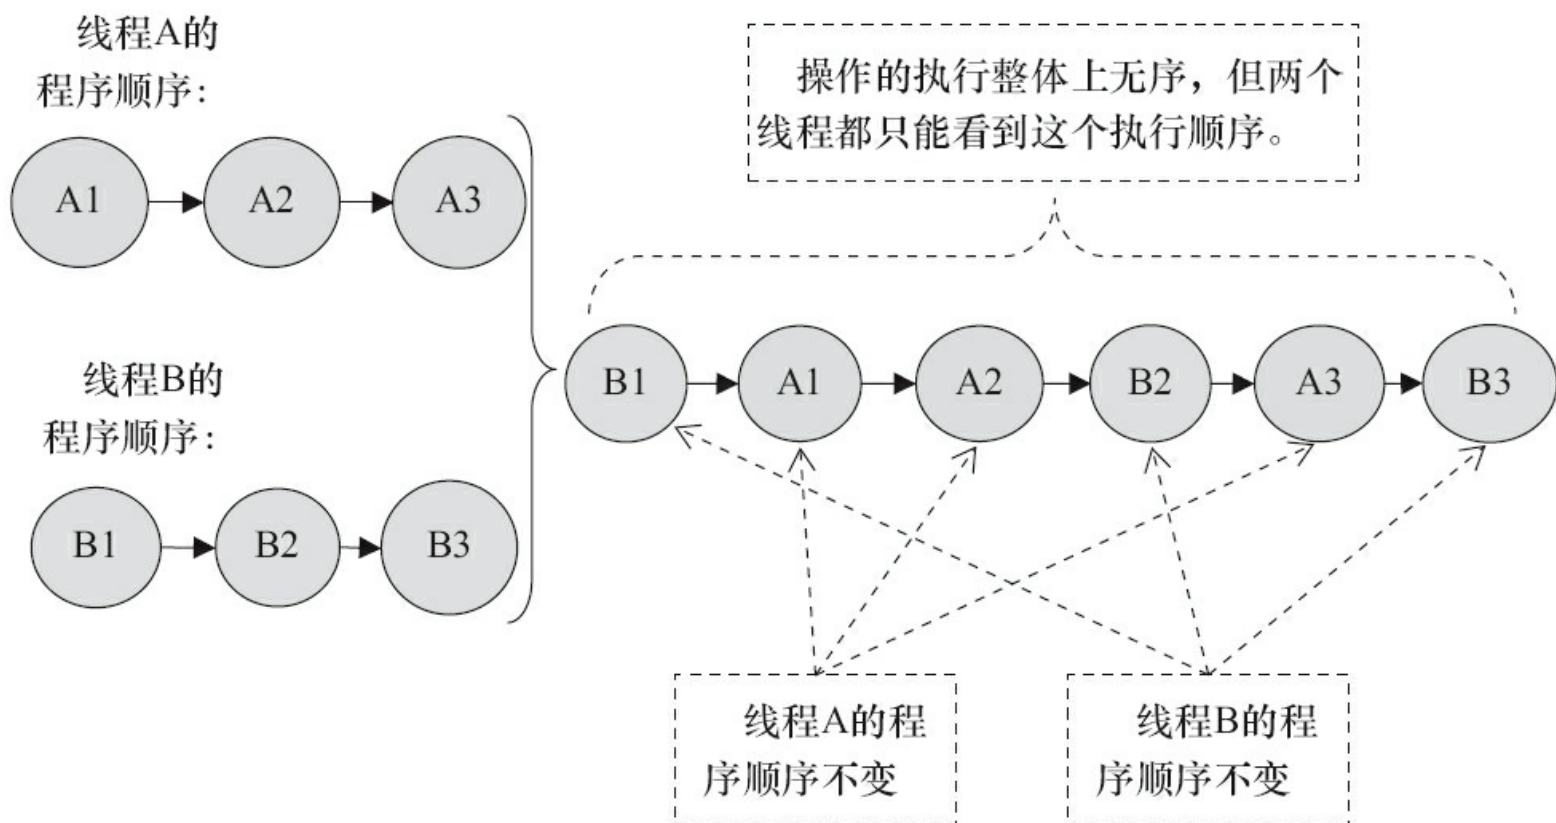 线程A的
程序顺序:
A1
A2
A3
线程B的
程序顺序:
B1
B2
B3
操作的执行整体上无序，但两个
线程都只能看到这个执行顺序。
B1
A1
A2
B2
A3
B3
线程A的程
序顺序不变
线程B的程
序顺序不变